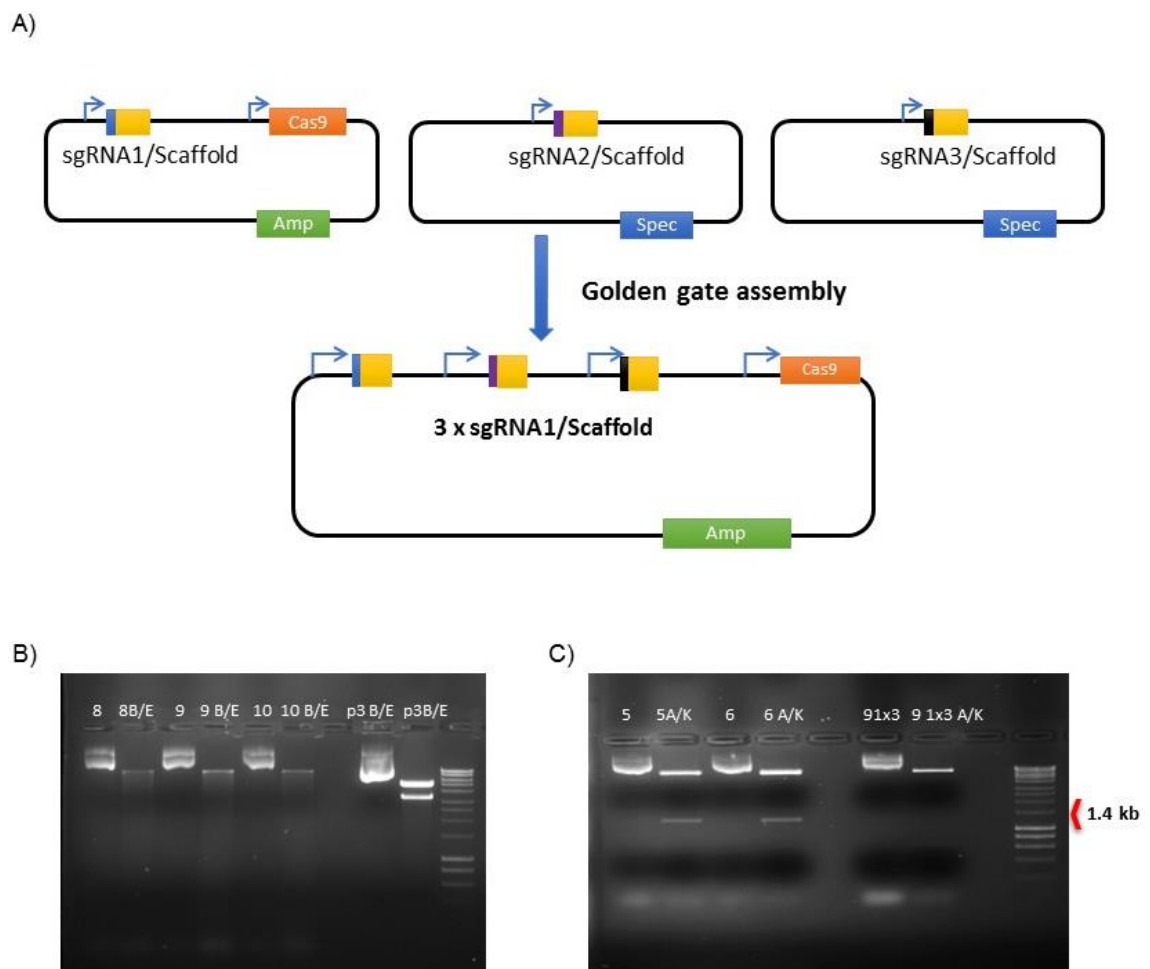 A)
Cas9
sgRNA1/Scaffold
sgRNA2/Scaffold
sgRNA3/Scaffold
Amp
Spec
Spec
Golden gate assembly
Cas9
3 x sgRNA1/Scaffold
Amp
B)
C)
8 8B/E 9 9 B/E 10 10 B/E p3 B/E p3B/E
5 5A/K 6 6 A/K 91x3 9 1x3 A/K
1.4 kb